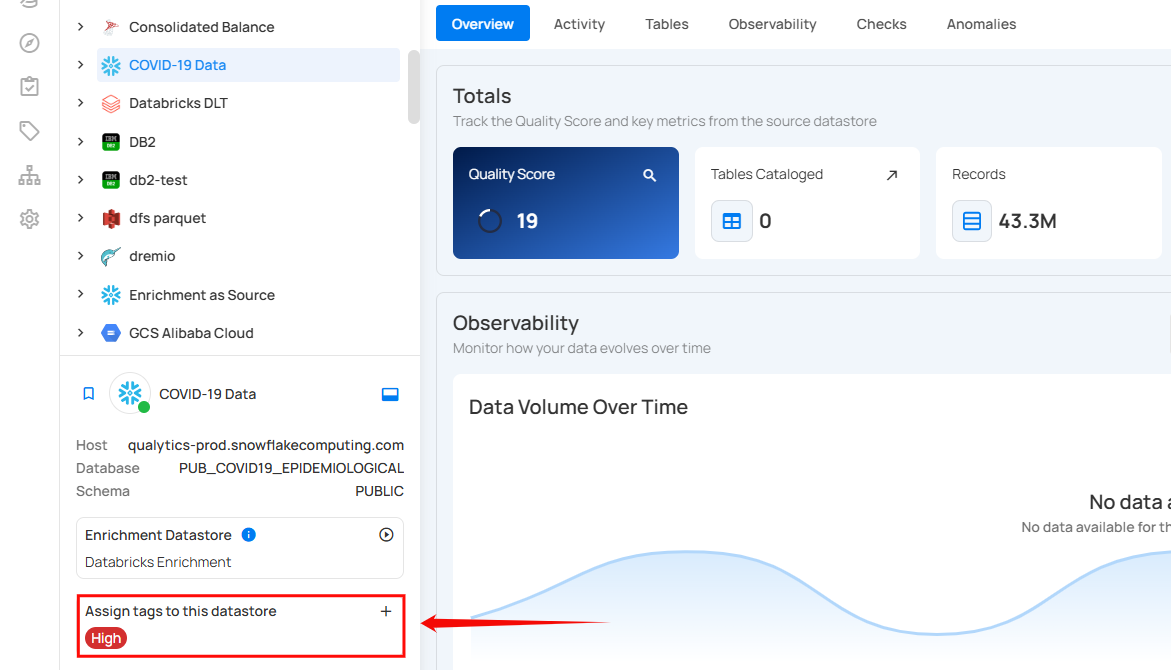 Consolidated Balance
COVID-19 Data
Databricks DLT
IBM
DB2
DB2
IBM
DB2
db2-test
dfs parquet
dremio
Enrichment as Source
GCS Alibaba Cloud
COVID-19 Data
Host qualytics-prod.snowflakecomputing.com
Database PUB_COVID19_EPIDEMIOLOGICAL
Schema PUBLIC
Enrichment Datastore
Databricks Enrichment
Assign tags to this datastore +
High
Overview Activity Tables Observability Checks Anomalies
Totals
Track the Quality Score and key metrics from the source datastore
Quality Score
19
Tables Cataloged
0
Records
43.3M
Observability
Monitor how your data evolves over time
Data Volume Over Time
No data
No data available for